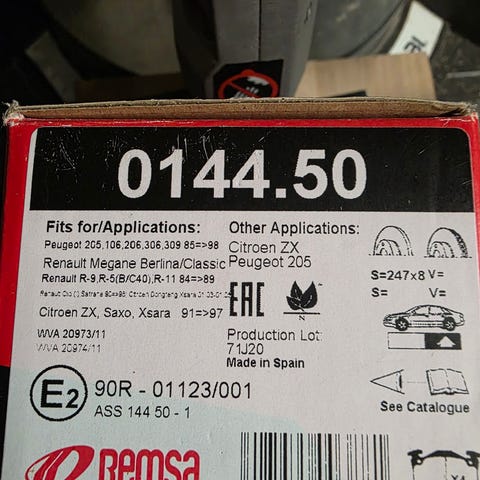 0144.50
Fits for/Applications:
Peugeot 205,106,206,306,309 85=>98
Renault Megane Berlina/Classic
Renault R-9,R-5(B/C40),R-11 84=>89
Citroen ZX, Saxo, Xsara 91=>97
WVA 20973/11
WVA 20974/11
Other Applications:
Citroen ZX
Peugeot 205
EAC
N
Production Lot:
71J20
Made in Spain
S=247x8 V=
S= V=
See Catalogue
E2
90R - 01123/001
ASS 144 50 - 1
Remsa
X4